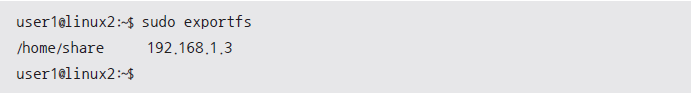 user1@linux2:~$ sudo exportfs
/home/share 192.168.1.3
user1@linux2:~$